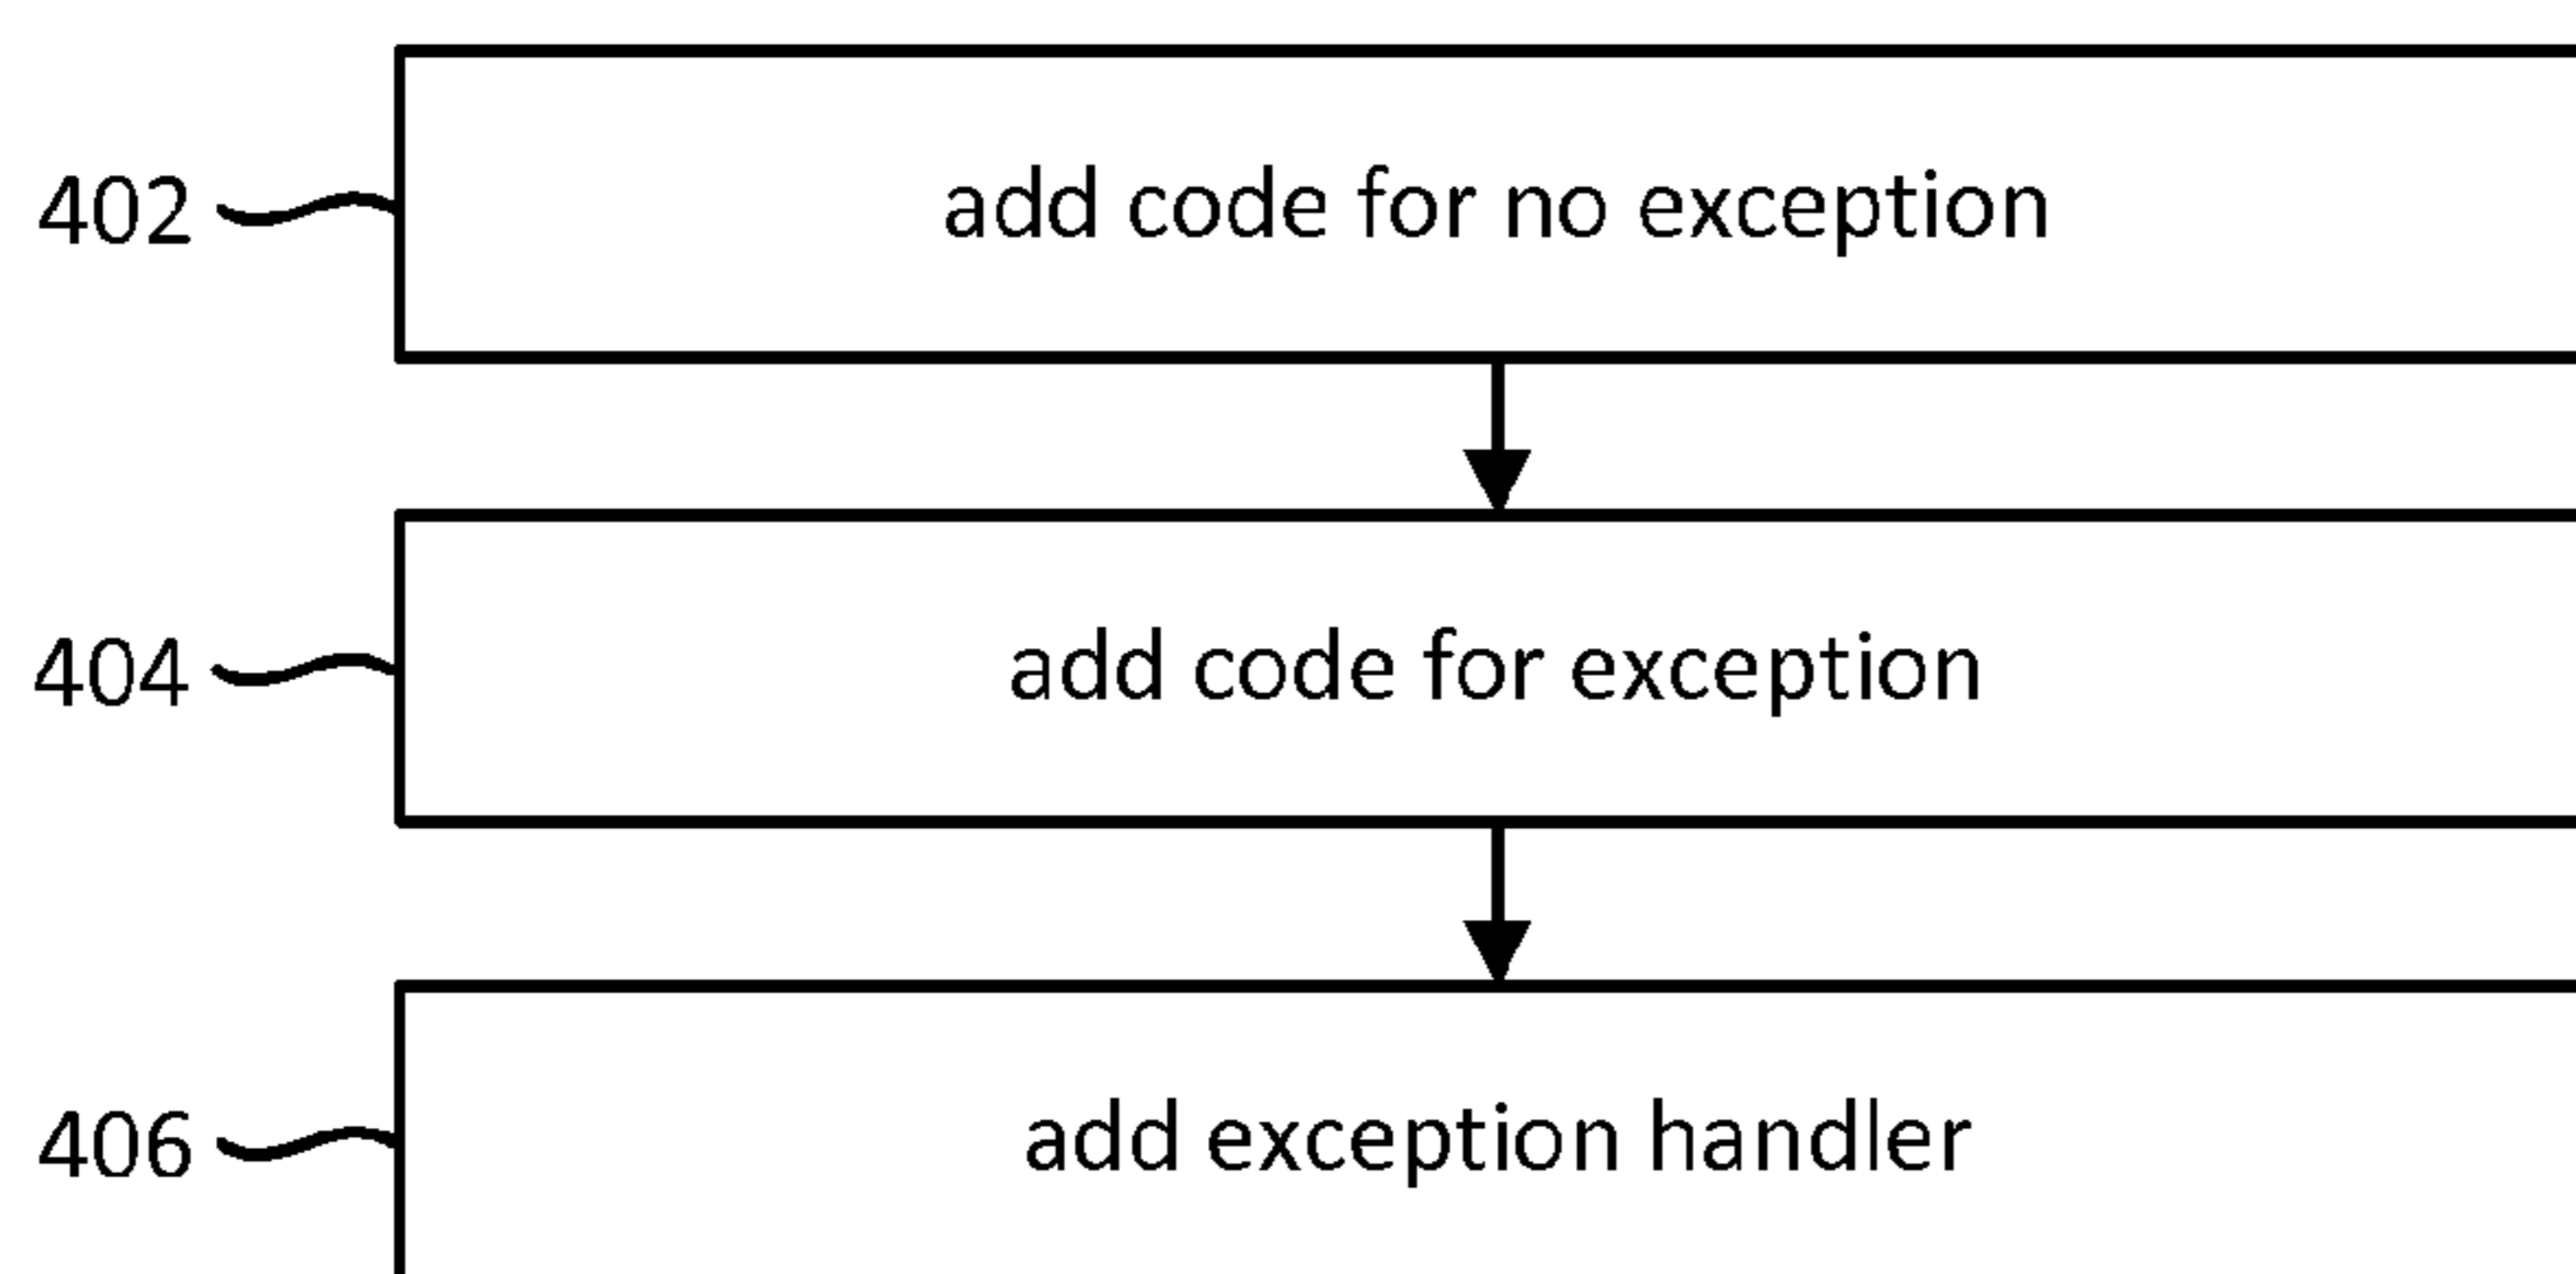 402 add code for no exception
404 add code for exception
406 add exception handler